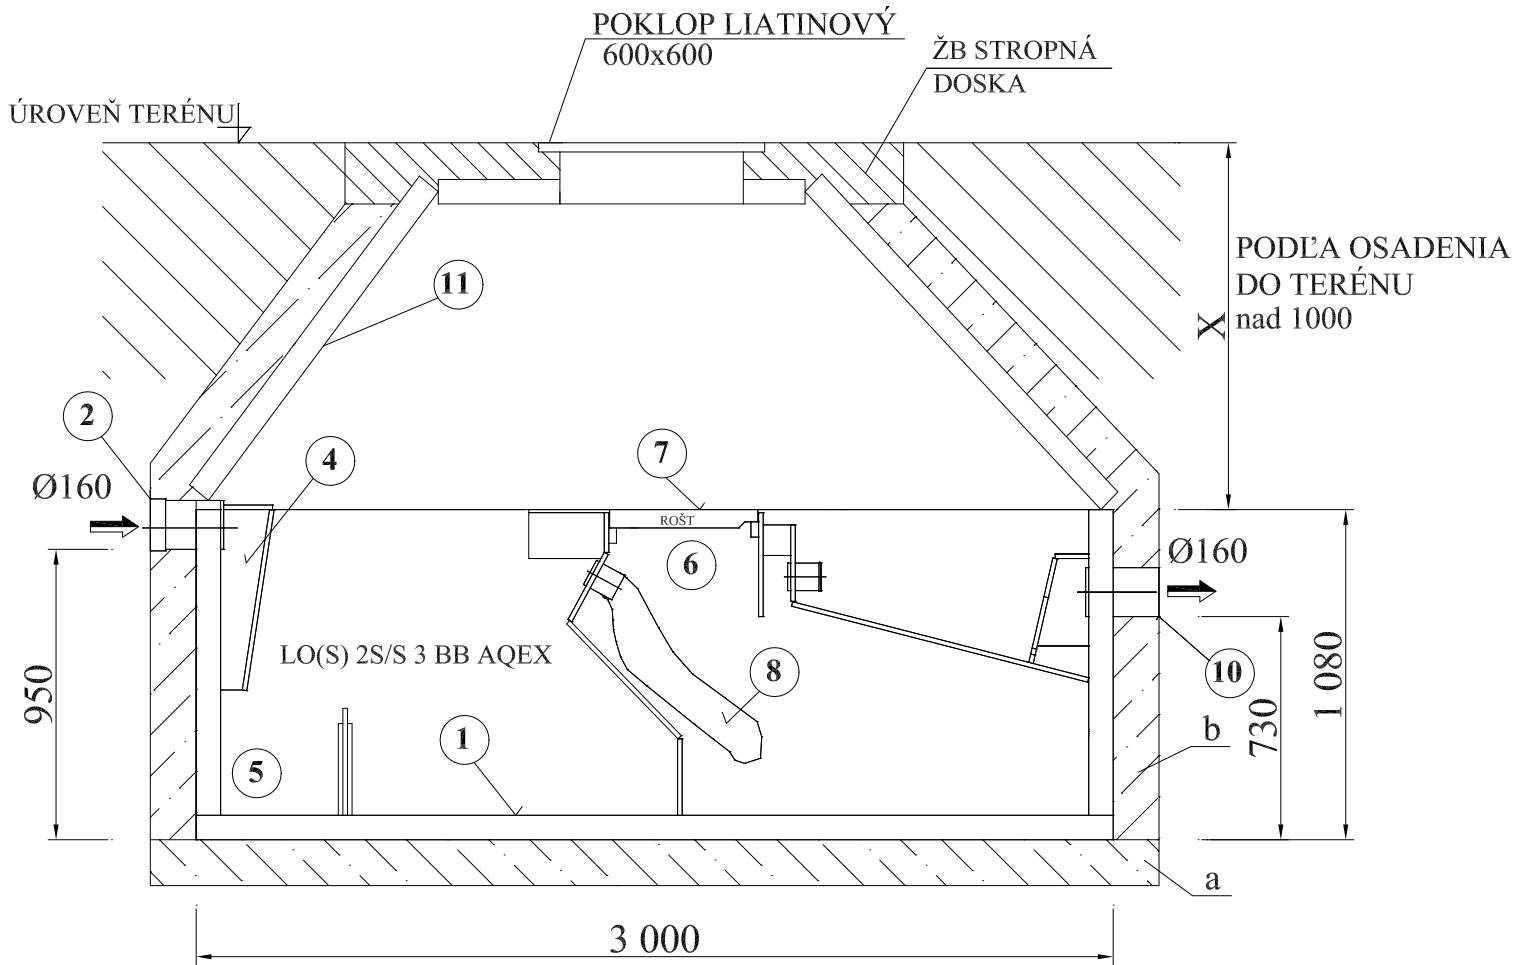 POKLOP LIATINOVÝ
600x600
ŽB STROPNÁ
DOSKA
ÚROVEŇ TERÉNU
PODĽA OSADENIA
DO TERÉNU
nad 1000
X
11
2
4
7
Ø160
ROŠT
6
Ø160
LO(S) 2S/S 3 BB AQEX
8
10
950
1
5
730
1 080
b
a
3 000